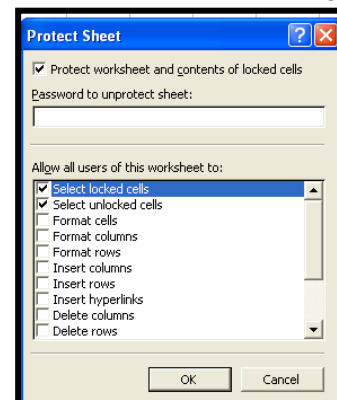 Protect Sheet
Protect worksheet and contents of locked cells
Password to unprotect sheet:
Allow all users of this worksheet to:
Select locked cells
Select unlocked cells
Format cells
Format columns
Format rows
Insert columns
Insert rows
Insert hyperlinks
Delete columns
Delete rows
OK Cancel